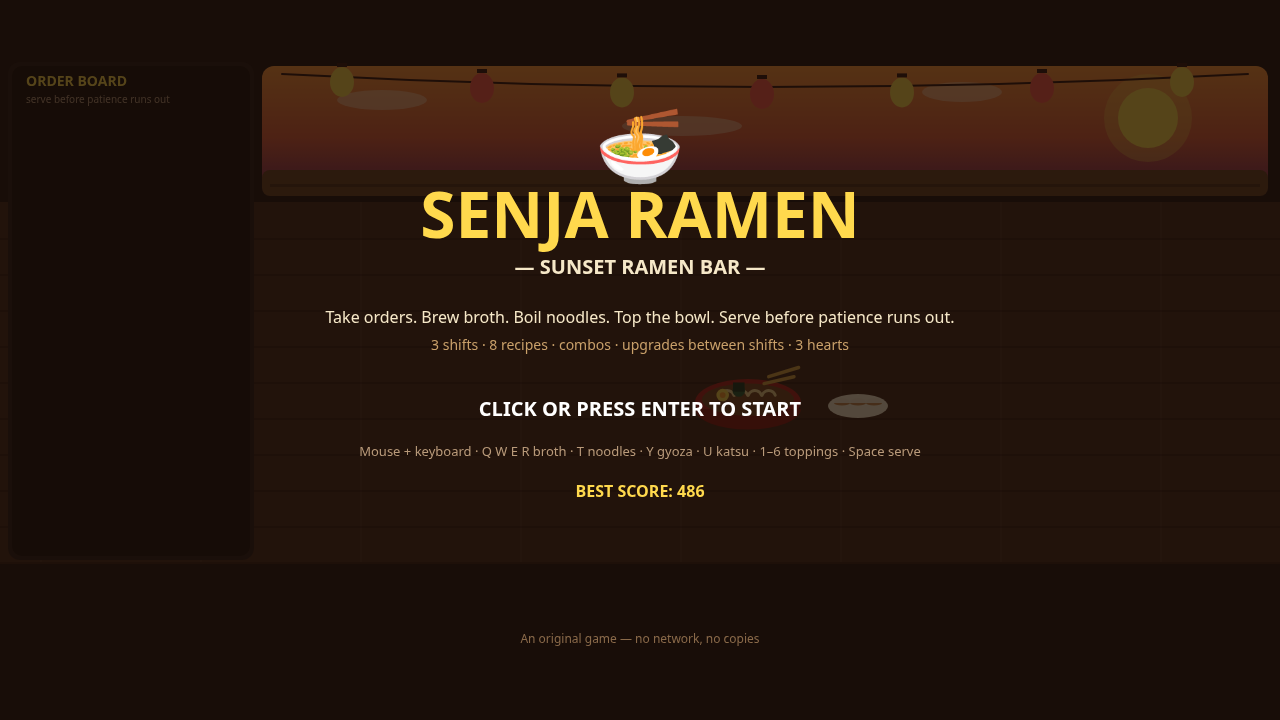 ORDER BOARD
serve before patience runs out
SENJA RAMEN
— SUNSET RAMEN BAR —
Take orders. Brew broth. Boil noodles. Top the bowl. Serve before patience runs out.
3 shifts · 8 recipes · combos · upgrades between shifts · 3 hearts
CLICK OR PRESS ENTER TO START
Mouse + keyboard · Q W E R broth · T noodles · Y gyoza · U katsu · 1–6 toppings · Space serve
BEST SCORE: 486
An original game — no network, no copies